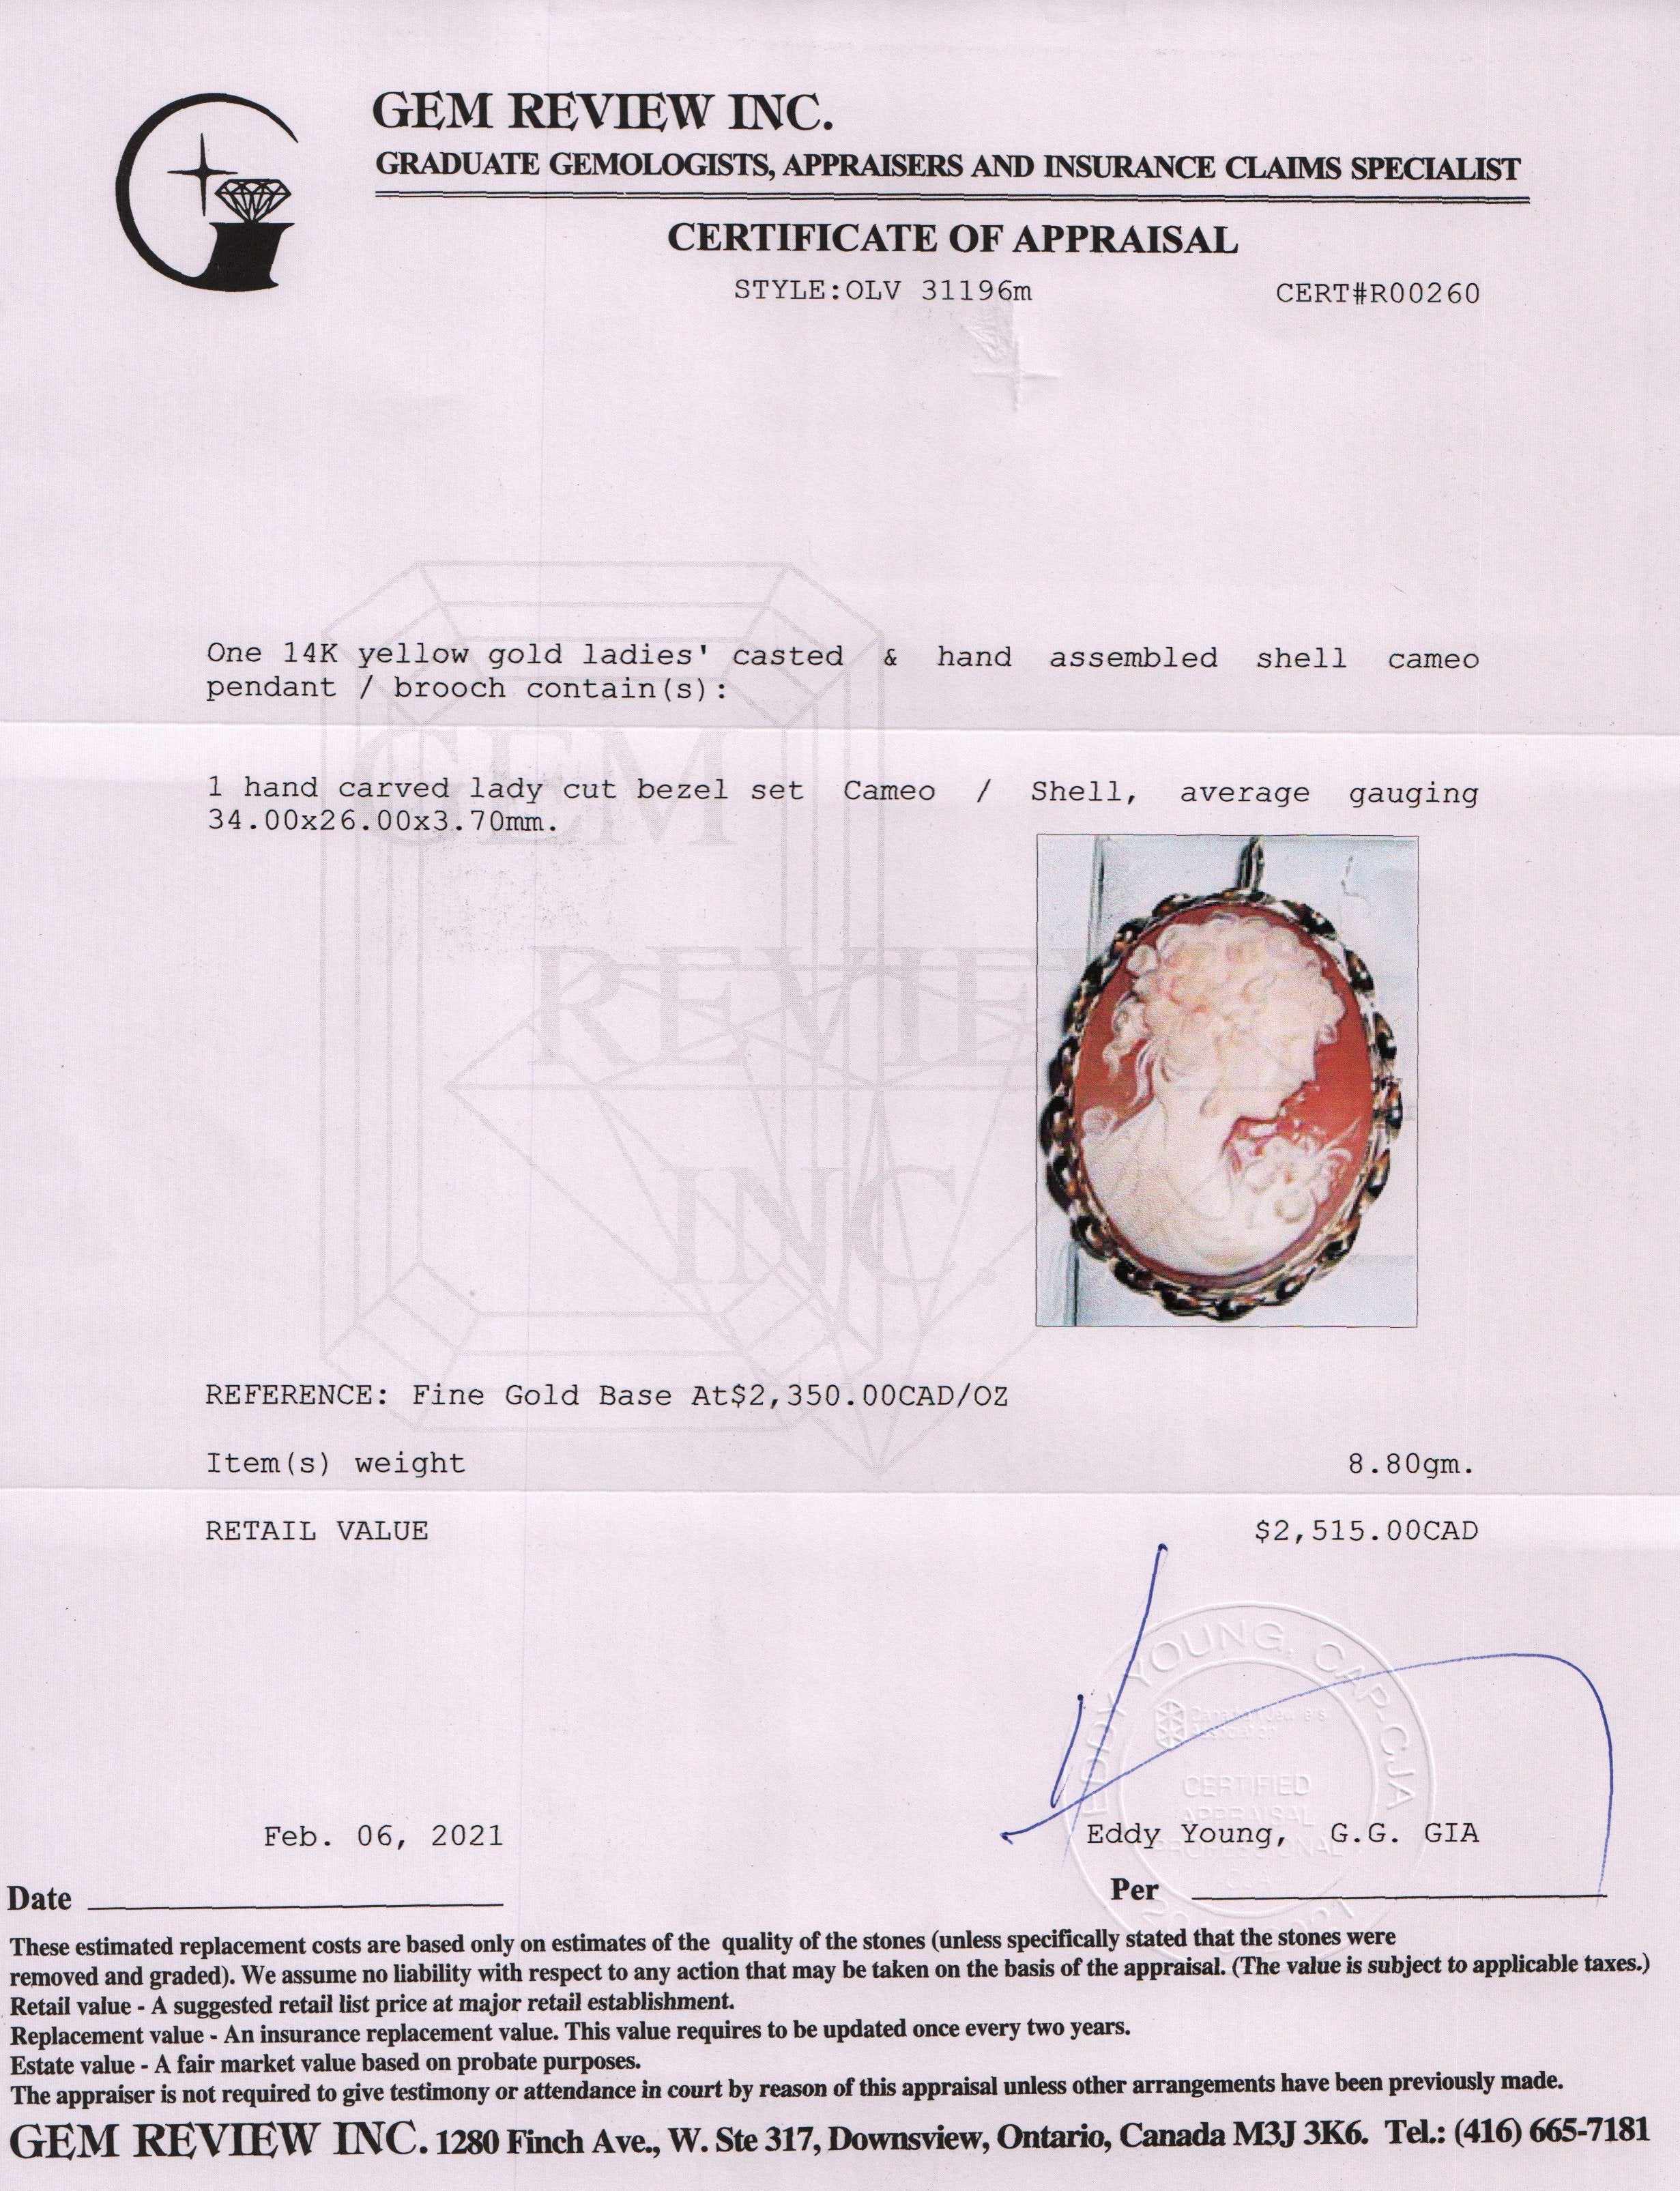 GEM REVIEW INC.
GRADUATE GEMOLOGISTS, APPRAISERS AND INSURANCE CLAIMS SPECIALIST
CERTIFICATE OF APPRAISAL
STYLE:OLV 31196m CERT#R00260
One 14K yellow gold ladies' casted & hand assembled shell cameo
pendant / brooch contain(s):
1 hand carved lady cut bezel set Cameo / Shell, average gauging
34.00x26.00x3.70mm.
GEM
REVIE
INC.
REFERENCE: Fine Gold Base At$2,350.00CAD/OZ
Item(s) weight 8.80gm.
RETAIL VALUE $2,515.00CAD
EDDY YOUNG, CAP-CJA
CERTIFIED
APPRAISAL
PROFESSIONAL
Feb. 06, 2021 Eddy Young, G.G. GIA
Date Per
These estimated replacement costs are based only on estimates of the quality of the stones (unless specifically stated that the stones were
removed and graded). We assume no liability with respect to any action that may be taken on the basis of the appraisal. (The value is subject to applicable taxes.)
Retail value - A suggested retail list price at major retail establishment.
Replacement value - An insurance replacement value. This value requires to be updated once every two years.
Estate value - A fair market value based on probate purposes.
The appraiser is not required to give testimony or attendance in court by reason of this appraisal unless other arrangements have been previously made.
GEM REVIEW INC. 1280 Finch Ave., W. Ste 317, Downsview, Ontario, Canada M3J 3K6. Tel.: (416) 665-7181